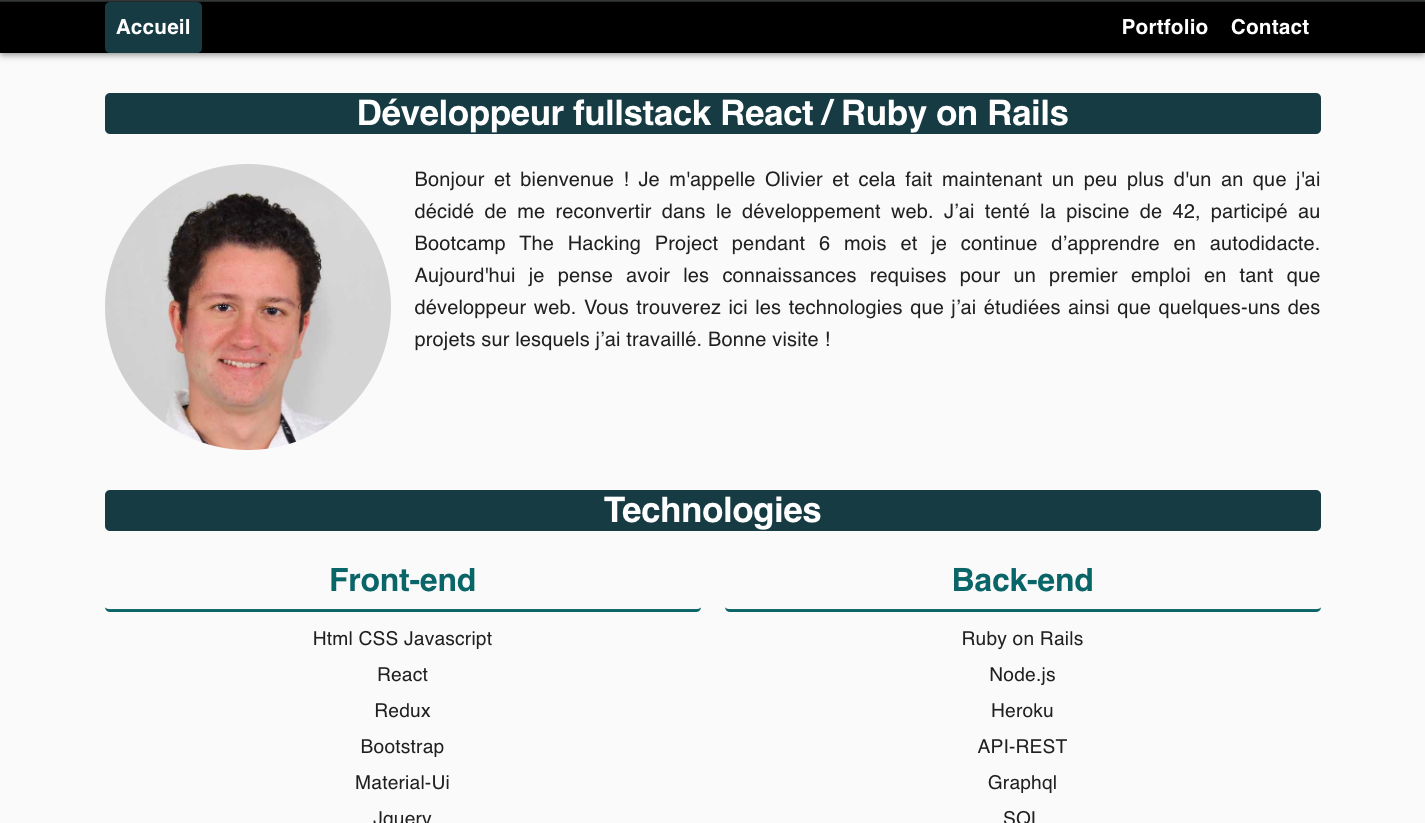 Accueil
Portfolio Contact
Développeur fullstack React / Ruby on Rails
Bonjour et bienvenue ! Je m'appelle Olivier et cela fait maintenant un peu plus d'un an que j'ai
décidé de me reconvertir dans le développement web. J’ai tenté la piscine de 42, participé au
Bootcamp The Hacking Project pendant 6 mois et je continue d’apprendre en autodidacte.
Aujourd'hui je pense avoir les connaissances requises pour un premier emploi en tant que
développeur web. Vous trouverez ici les technologies que j’ai étudiées ainsi que quelques-uns des
projets sur lesquels j’ai travaillé. Bonne visite !
Technologies
Front-end
Html CSS Javascript
React
Redux
Bootstrap
Material-Ui
Jquery
Back-end
Ruby on Rails
Node.js
Heroku
API-REST
Graphql
SQL